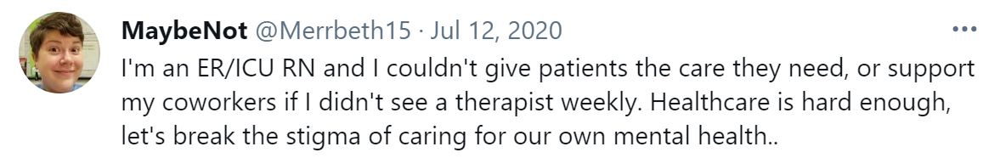 MaybeNot @Merrbeth15 · Jul 12, 2020 •••
I'm an ER/ICU RN and I couldn't give patients the care they need, or support
my coworkers if I didn't see a therapist weekly. Healthcare is hard enough,
let's break the stigma of caring for our own mental health..